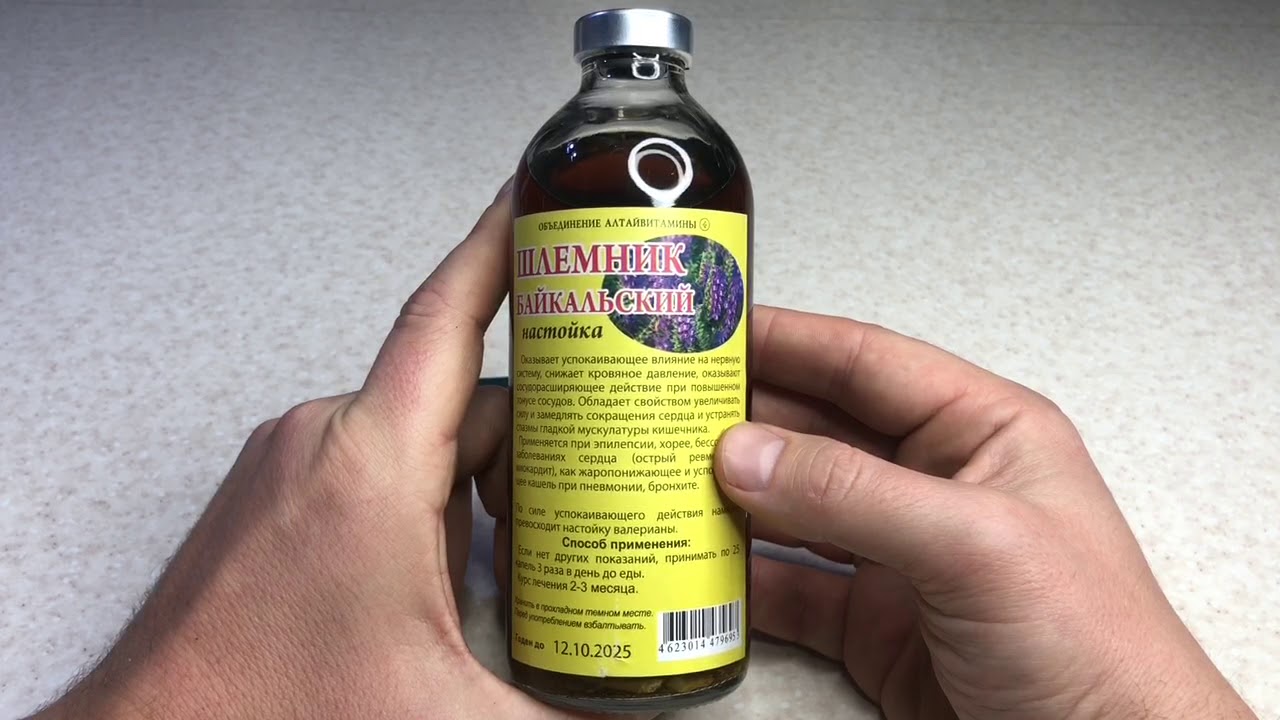 ОБЪЕДИНЕНИЕ АЛТАЙВИТАМИНЫ
ШЛЕМНИК
БАЙКАЛЬСКИЙ
настойка
Оказывает успокаивающее влияние на нервную
систему, снижает кровяное давление, оказывают
сосудорасширяющее действие при повышенном
тонусе сосудов. Обладает свойством увеличивать
силу и замедлять сокращения сердца и устранять
спазмы гладкой мускулатуры кишечника.
Применяется при эпилепсии, хорее,
заболеваниях сердца (острый
миокардит), как жаропонижающее и
щее кашель при пневмонии, бронхите.
По силе успокаивающего действия
превосходит настойку валерианы.
Способ применения:
Если нет других показаний, принимать по 25
капель 3 раза в день до еды.
Курс лечения 2-3 месяца.
Хранить в прохладном темном месте.
Перед употреблением взбалтывать.
Годен до 12.10.2025
4 623014 479695